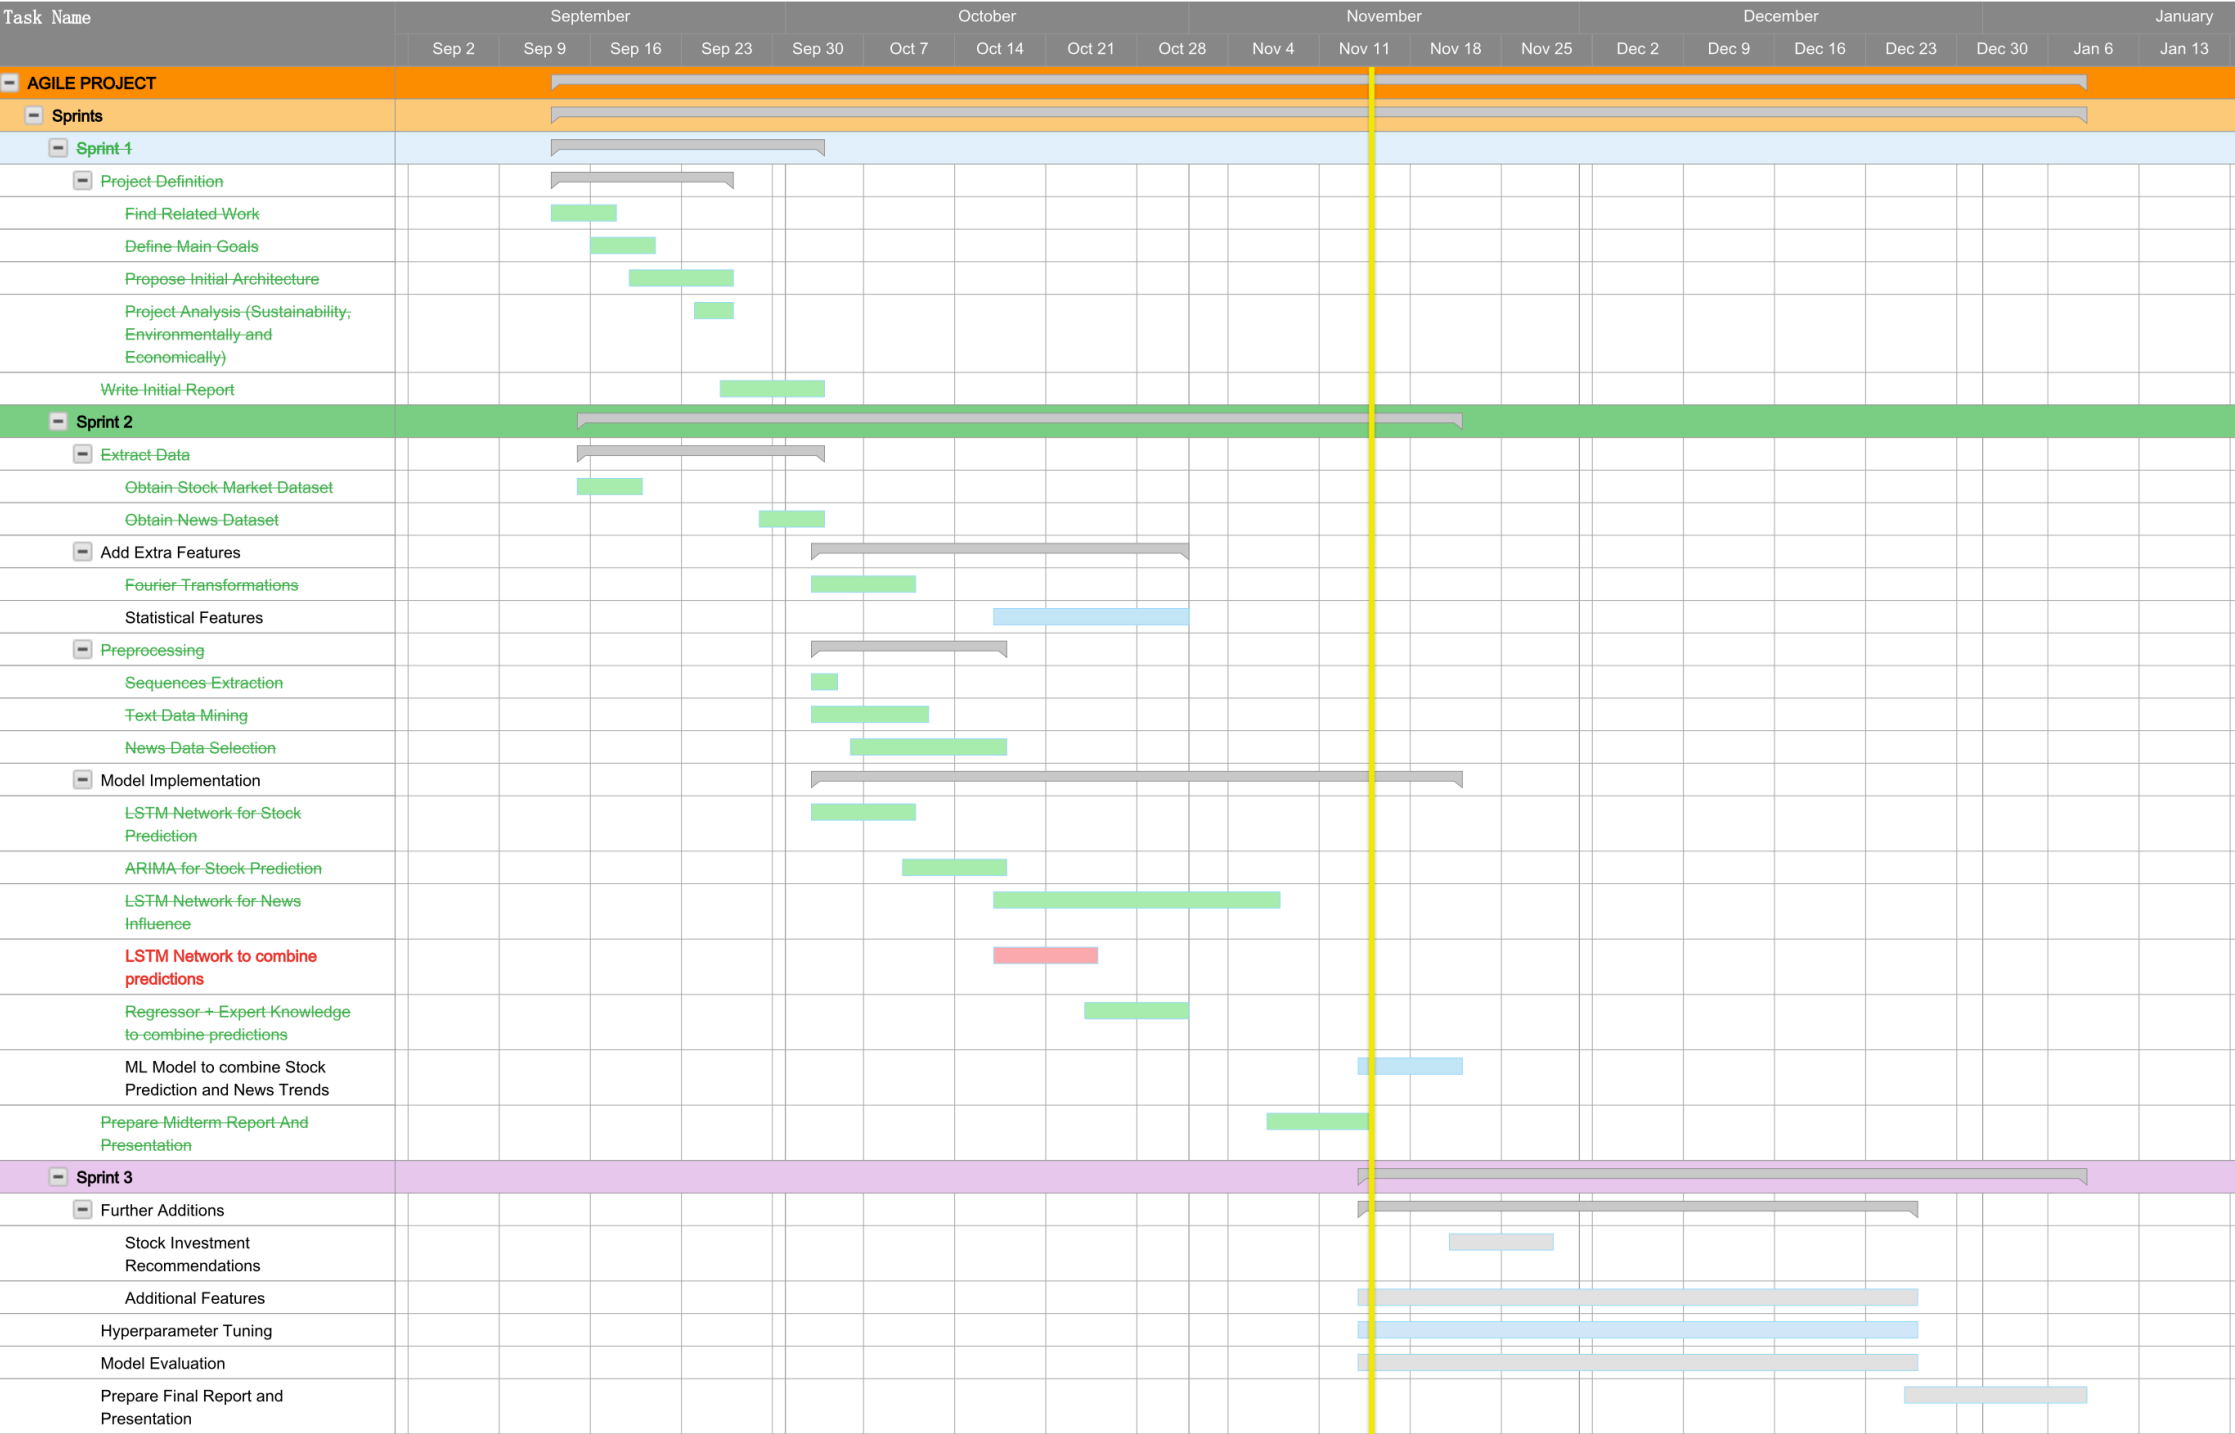 Task Name
September October November December January
Sep 2 Sep 9 Sep 16 Sep 23 Sep 30 Oct 7 Oct 14 Oct 21 Oct 28 Nov 4 Nov 11 Nov 18 Nov 25 Dec 2 Dec 9 Dec 16 Dec 23 Dec 30 Jan 6 Jan 13
AGILE PROJECT
Sprints
Sprint 1
Project Definition
Find Related Work
Define Main Goals
Propose Initial Architecture
Project Analysis (Sustainability,
Environmentally and
Economically)
Write Initial Report
Sprint 2
Extract Data
Obtain Stock Market Dataset
Obtain News Dataset
Add Extra Features
Fourier Transformations
Statistical Features
Preprocessing
Sequences Extraction
Text Data Mining
News Data Selection
Model Implementation
LSTM Network for Stock
Prediction
ARIMA for Stock Prediction
LSTM Network for News
Influence
LSTM Network to combine
predictions
Regressor + Expert Knowledge
to combine predictions
ML Model to combine Stock
Prediction and News Trends
Prepare Midterm Report And
Presentation
Sprint 3
Further Additions
Stock Investment
Recommendations
Additional Features
Hyperparameter Tuning
Model Evaluation
Prepare Final Report and
Presentation